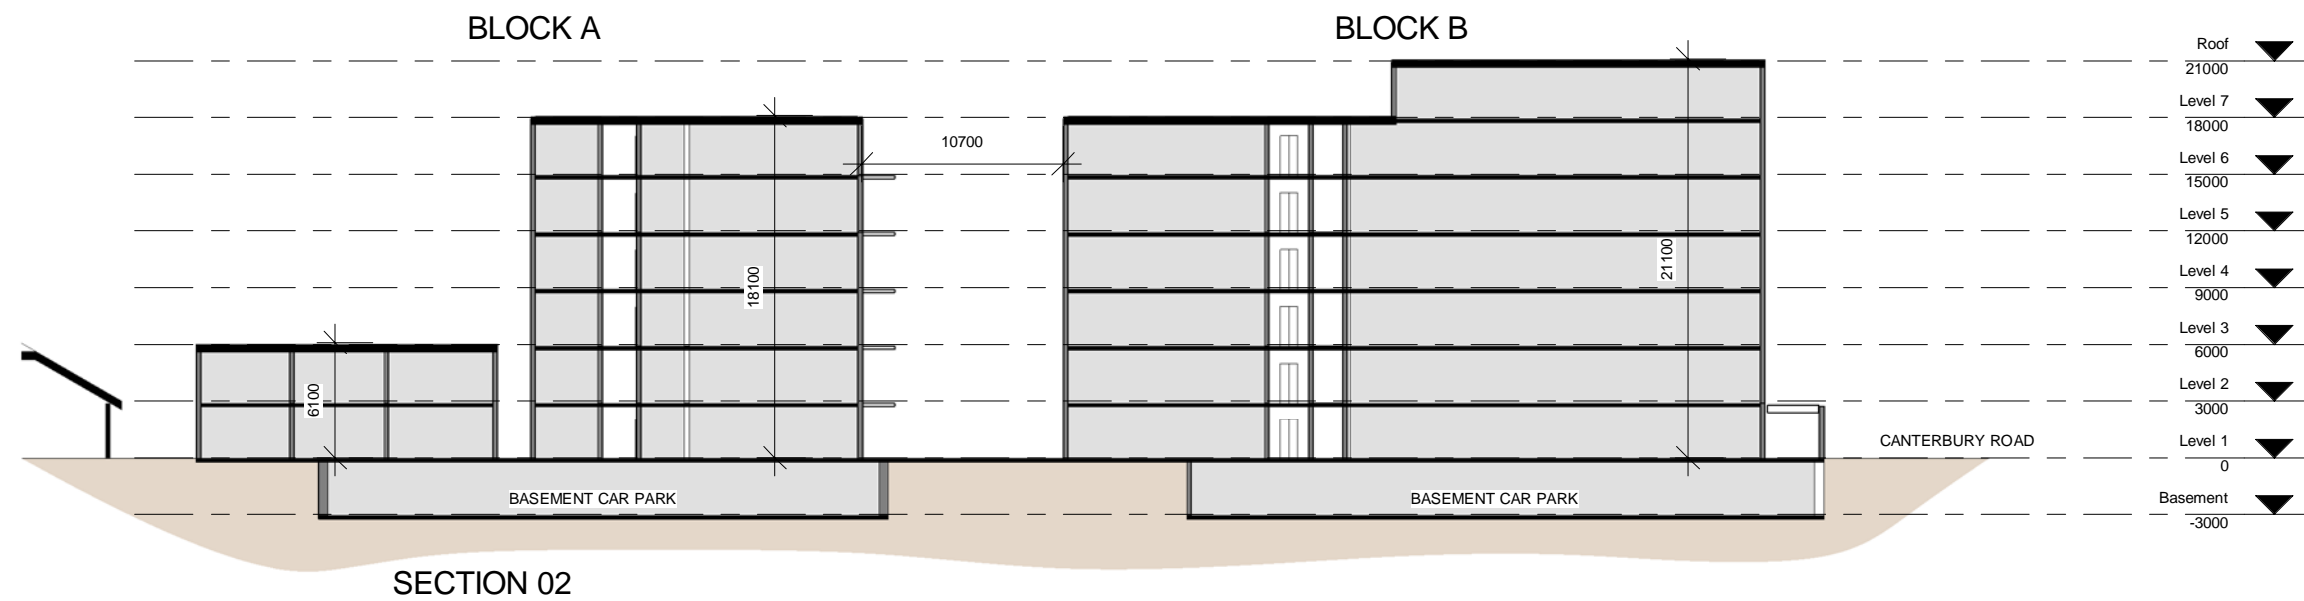 BLOCK A
BLOCK B
Roof
21000
Level 7
18000
10700
Level 6
15000
Level 5
12000
21100
18100
Level 4
9000
Level 3
6000
6100
Level 2
3000
CANTERBURY ROAD
Level 1
0
BASEMENT CAR PARK
BASEMENT CAR PARK
Basement
-3000
SECTION 02